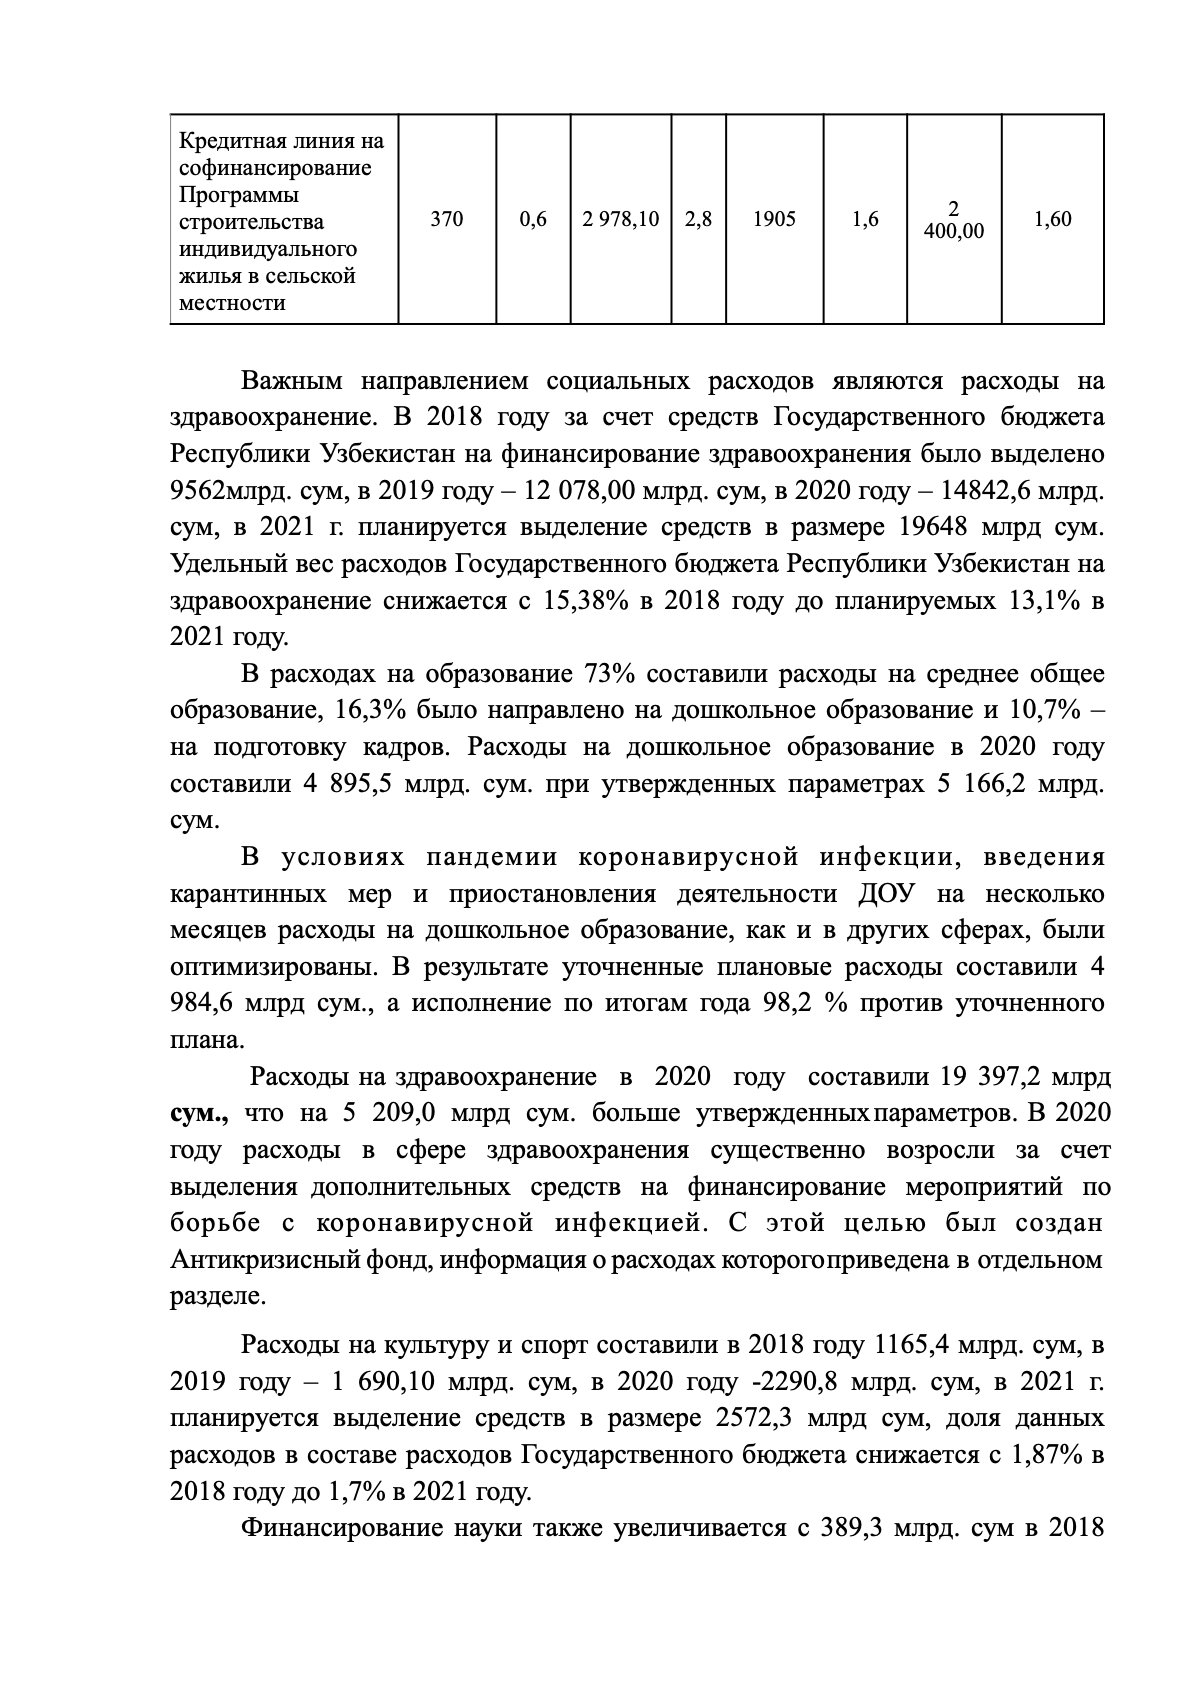 Кредитная линия на
софинансирование
Программы
строительства
индивидуального
жилья в сельской
местности
370
0,6
2 978,10
2,8
1905
1,6
2
400,00
1,60
Важным направлением социальных расходов являются расходы на
здравоохранение. В 2018 году за счет средств Государственного бюджета
Республики Узбекистан на финансирование здравоохранения было выделено
9562млрд. сум, в 2019 году – 12 078,00 млрд. сум, в 2020 году – 14842,6 млрд.
сум, в 2021 г. планируется выделение средств в размере 19648 млрд сум.
Удельный вес расходов Государственного бюджета Республики Узбекистан на
здравоохранение снижается с 15,38% в 2018 году до планируемых 13,1% в
2021 году.
В расходах на образование 73% составили расходы на среднее общее
образование, 16,3% было направлено на дошкольное образование и 10,7% –
на подготовку кадров. Расходы на дошкольное образование в 2020 году
составили 4 895,5 млрд. сум. при утвержденных параметрах 5 166,2 млрд.
сум.
В условиях пандемии коронавирусной инфекции, введения
карантинных мер и приостановления деятельности ДОУ на несколько
месяцев расходы на дошкольное образование, как и в других сферах, были
оптимизированы. В результате уточненные плановые расходы составили 4
984,6 млрд сум., а исполнение по итогам года 98,2 % против уточненного
плана.
Расходы на здравоохранение в 2020 году составили 19 397,2 млрд
сум., что на 5 209,0 млрд сум. больше утвержденныхпараметров. В 2020
году расходы в сфере здравоохранения существенно возросли за счет
выделения дополнительных средств на финансирование мероприятий по
борьбе с коронавирусной инфекцией. С этой целью был создан
Антикризисный фонд, информация о расходах которогоприведена в отдельном
разделе.
Расходы на культуру и спорт составили в 2018 году 1165,4 млрд. сум, в
2019 году – 1 690,10 млрд. сум, в 2020 году -2290,8 млрд. сум, в 2021 г.
планируется выделение средств в размере 2572,3 млрд сум, доля данных
расходов в составе расходов Государственного бюджета снижается с 1,87% в
2018 году до 1,7% в 2021 году.
Финансирование науки также увеличивается с 389,3 млрд. сум в 2018